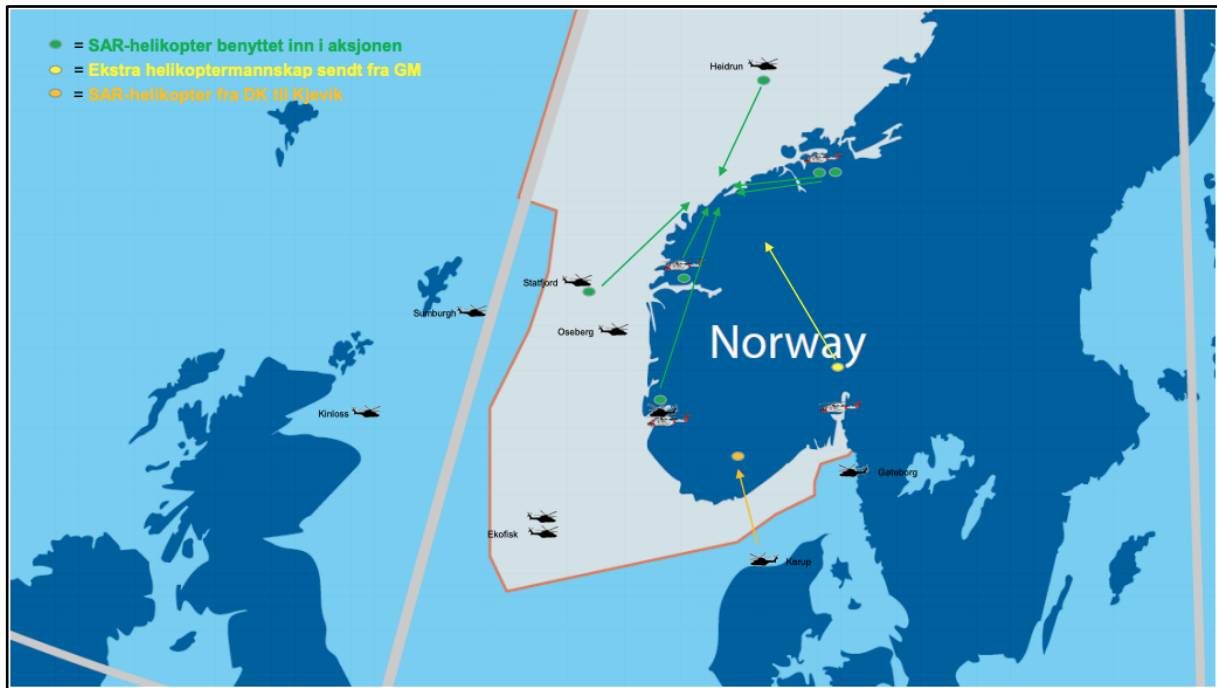 = SAR-helikopter benyttet inn i aksjonen
= Ekstra helikoptermannskap sendt fra GM
= SAR-helikopter fra DK til Kjevik
Heidrun
Statfjord
Sumburgh
Oseberg
Norway
Kinloss
Gøteborg
Ekofisk
Karup